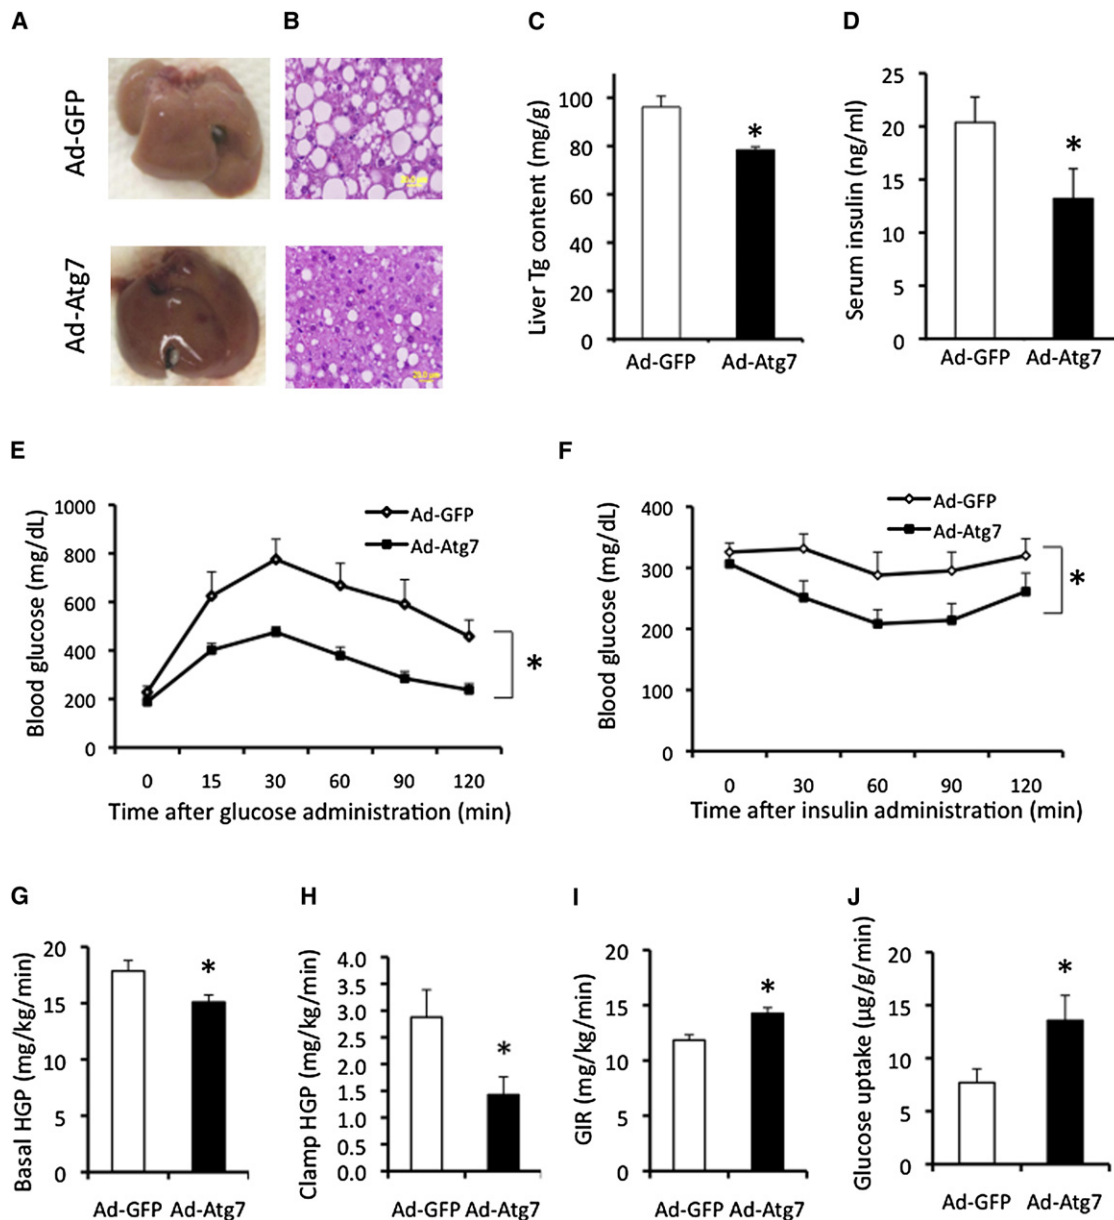 A
B
C
D
Ad-GFP
Ad-Atg7
20.0 µm
Liver Tg content (mg/g)
100
80
60
40
20
0
Ad-GFP Ad-Atg7
*
Serum insulin (ng/ml)
25
20
15
10
5
0
Ad-GFP Ad-Atg7
*
E
Blood glucose (mg/dL)
1000
800
600
400
200
0
Ad-GFP
Ad-Atg7
*
0 15 30 60 90 120
Time after glucose administration (min)
F
Blood glucose (mg/dL)
400
300
200
100
0
Ad-GFP
Ad-Atg7
*
0 30 60 90 120
Time after insulin administration (min)
G
Basal HGP (mg/kg/min)
20
15
10
5
0
*
Ad-GFP Ad-Atg7
H
Clamp HGP (mg/kg/min)
4.0
3.5
3.0
2.5
2.0
1.5
1.0
0.5
0.0
*
Ad-GFP Ad-Atg7
I
GIR (mg/kg/min)
20
15
10
5
0
*
Ad-GFP Ad-Atg7
J
Glucose uptake (µg/g/min)
20
15
10
5
0
*
Ad-GFP Ad-Atg7